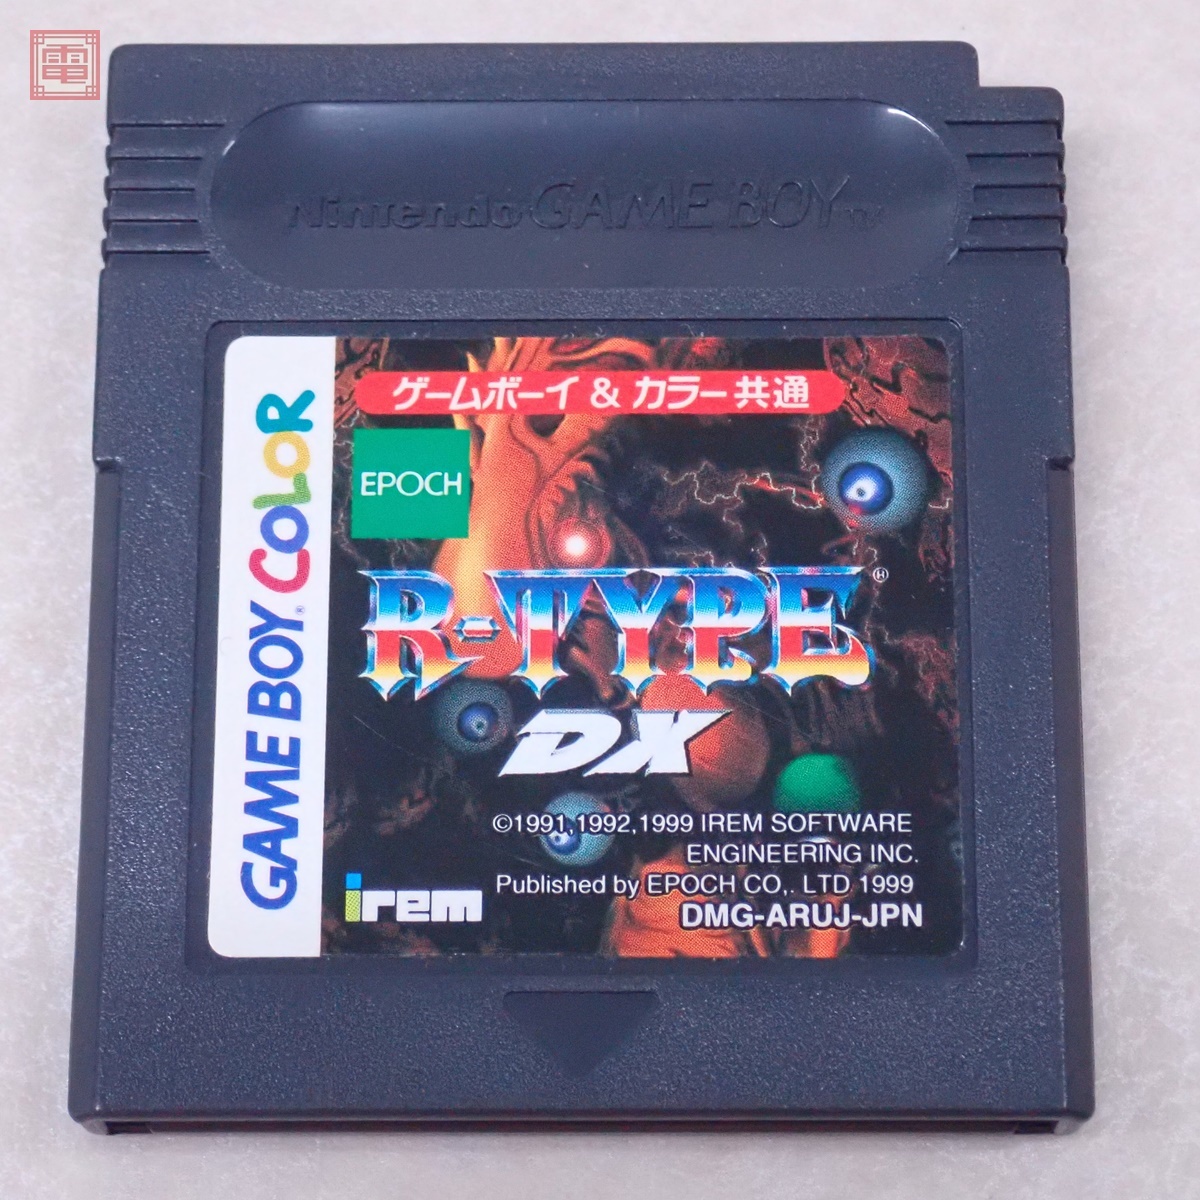 電
Nintendo GAME BOY TM
GAME BOY® COLOR
ゲームボーイ & カラー共通
EPOCH
R-TYPE®
DX
©1991,1992,1999 IREM SOFTWARE
ENGINEERING INC.
Published by EPOCH CO,. LTD 1999
irem
DMG-ARUJ-JPN